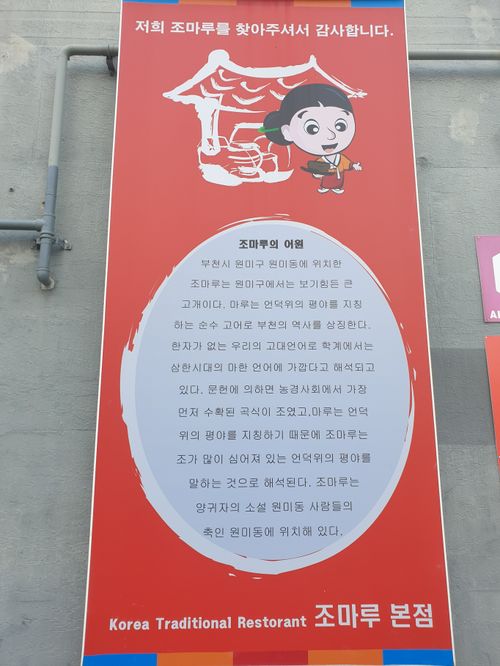 저희 조마루를 찾아주셔서 감사합니다.
조마루의 어원
부천시 원미구 원미동에 위치한
조마루는 원미구에서는 보기힘든 큰
고개이다. 마루는 언덕위의 평야를 지칭
하는 순수 고어로 부천의 역사를 상징한다.
한자가 없는 우리의 고대언어로 학계에서는
삼한시대의 마한 언어에 가깝다고 해석되고
있다. 문헌에 의하면 농경사회에서 가장
먼저 수확된 곡식이 조였고,마루는 언덕
위의 평야를 지칭하기 때문에 조마루는
조가 많이 심어져 있는 언덕위의 평야를
말하는 것으로 해석된다. 조마루는
양귀자의 소설 원미동 사람들의
축인 원미동에 위치해 있다.
Korea Traditional Restorant 조마루 본점